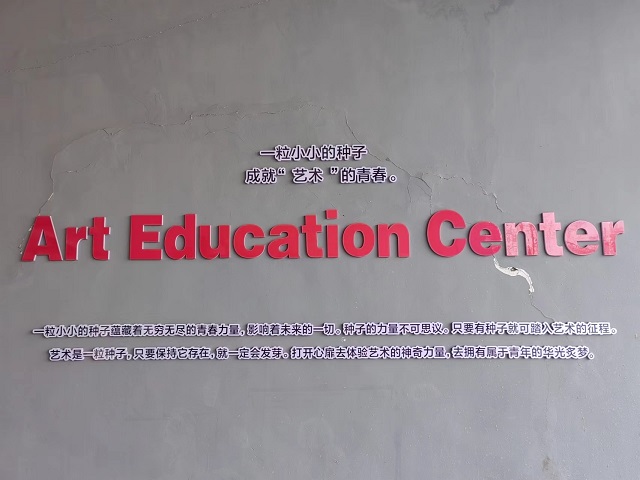 一粒小小的种子
成就“艺术”的青春。
Art Education Center
一粒小小的种子蕴藏着无穷无尽的青春力量，影响着未来的一切。种子的力量不可思议。只要有种子就可踏入艺术的征程。
艺术是一粒种子，只要保持它存在，就一定会发芽。打开心扉去体验艺术的神奇力量，去拥有属于青年的华光炙梦。